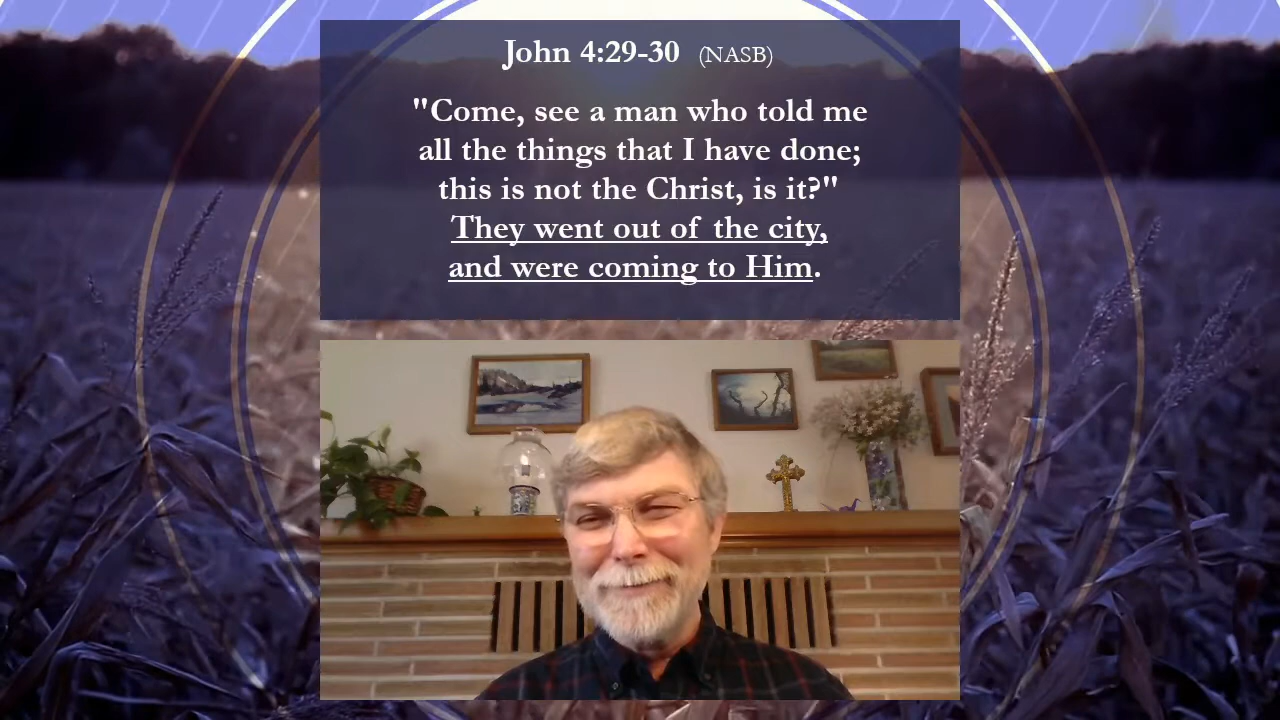 John 4:29-30 (NASB)
"Come, see a man who told me
all the things that I have done;
this is not the Christ, is it?"
They went out of the city,
and were coming to Him.